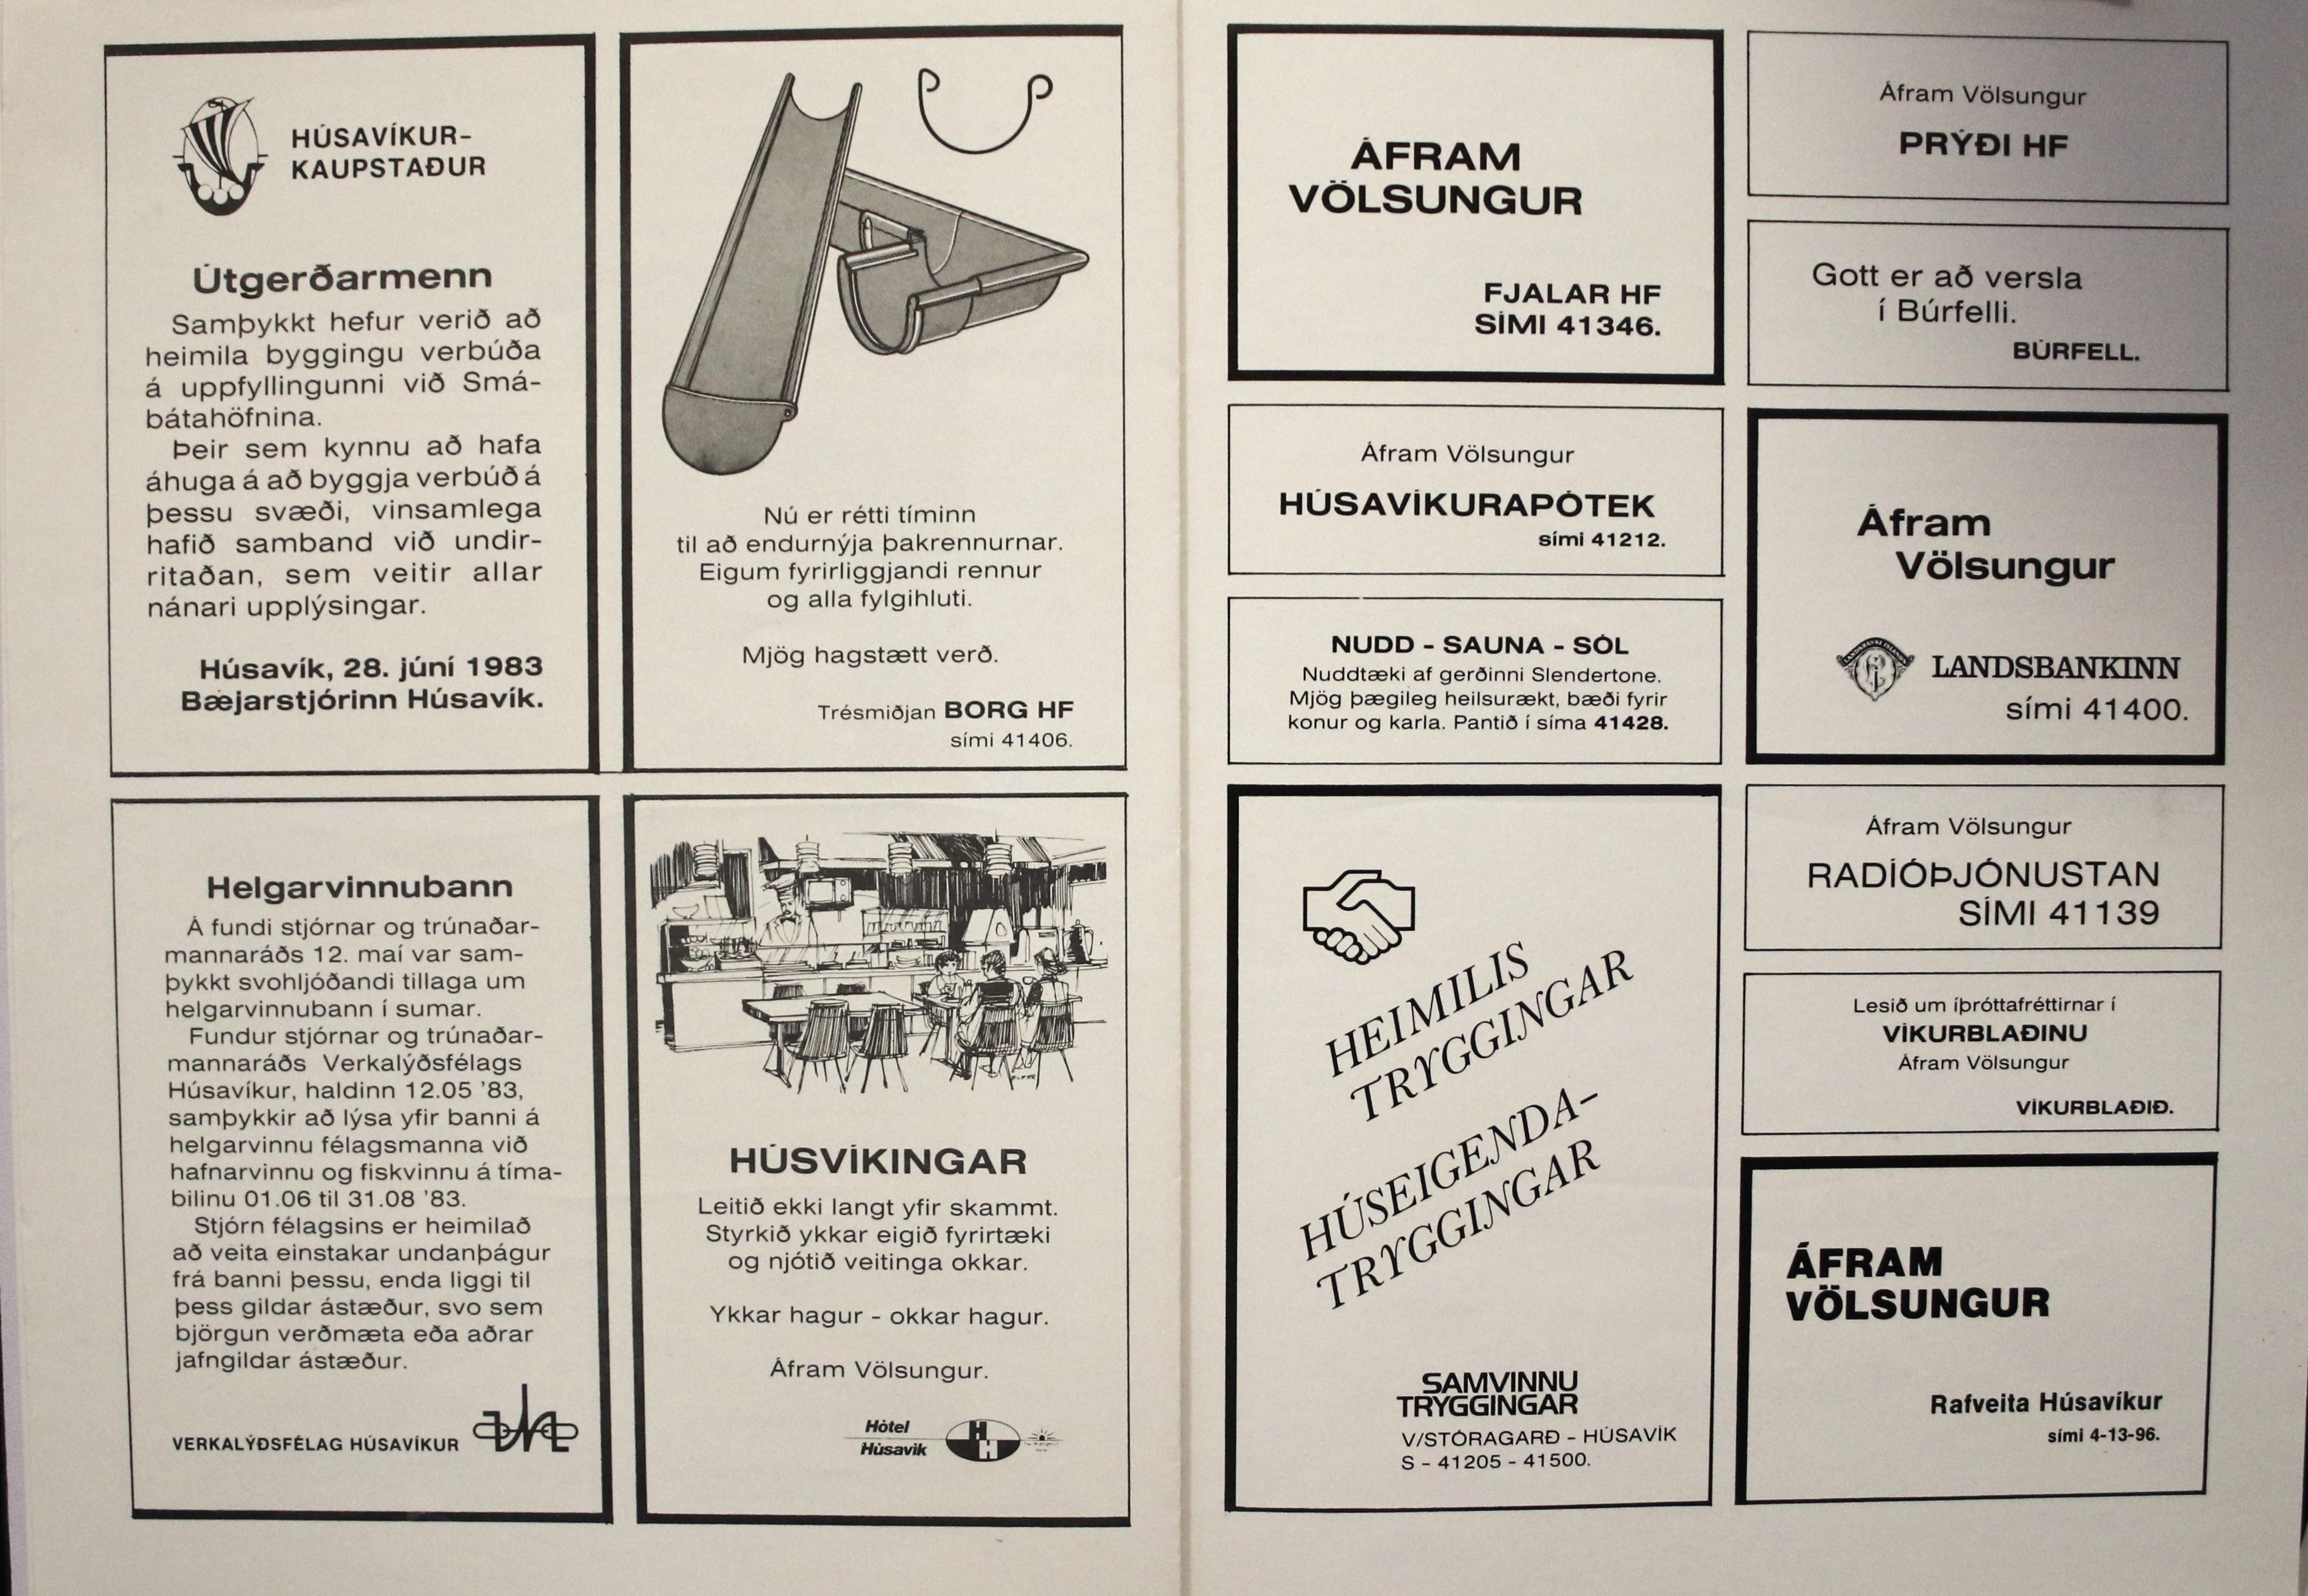 HÚSAVÍKUR-
KAUPSTAÐUR
Útgerðarmenn
Samþykkt hefur verið að
heimila byggingu verbúða
á uppfyllingunni við Smá-
bátahöfnina.
Þeir sem kynnu að hafa
áhuga á að byggja verbúð á
þessu svæði, vinsamlega
hafið samband við undir-
ritaðan, sem veitir allar
nánari upplýsingar.
Húsavík, 28. júní 1983
Bæjarstjórinn Húsavík.
Nú er rétti tíminn
til að endurnýja þakrennurnar.
Eigum fyrirliggjandi rennur
og alla fylgihluti.
Mjög hagstætt verð.
Trésmiðjan BORG HF
sími 41406.
Helgarvinnubann
Á fundi stjórnar og trúnaðar-
mannaráðs 12. maí var sam-
þykkt svohljóðandi tillaga um
helgarvinnubann í sumar.
Fundur stjórnar og trúnaðar-
mannaráðs Verkalýðsfélags
Húsavíkur, haldinn 12.05 '83,
samþykkir að lýsa yfir banni á
helgarvinnu félagsmanna við
hafnarvinnu og fiskvinnu á tíma-
bilinu 01.06 til 31.08 '83.
Stjórn félagsins er heimilað
að veita einstakar undanþágur
frá banni þessu, enda liggi til
þess gildar ástæður, svo sem
björgun verðmæta eða aðrar
jafngildar ástæður.
VERKALÝÐSFÉLAG HÚSAVÍKUR
HÚSVÍKINGAR
Leitið ekki langt yfir skammt.
Styrkið ykkar eigið fyrirtæki
og njótið veitinga okkar.
Ykkar hagur - okkar hagur.
Áfram Völsungur.
Hótel
Húsavik
H
H
ÁFRAM
VÖLSUNGUR
FJALAR HF
SÍMI 41346.
Áfram Völsungur
HÚSAVÍKURAPÓTEK
sími 41212.
NUDD - SAUNA - SÓL
Nuddtæki af gerðinni Slendertone.
Mjög þægileg heilsurækt, bæði fyrir
konur og karla. Pantið í síma 41428.
HEIMILIS
TRYGGINGAR
HÚSEIGENDA-
TRYGGINGAR
SAMVINNU
TRYGGINGAR
V/STÓRAGARÐ - HÚSAVÍK
S - 41205 - 41500.
Áfram Völsungur
PRÝÐI HF
Gott er að versla
í Búrfelli.
BÚRFELL.
Áfram
Völsungur
LANDSBANKINN
sími 41400.
Áfram Völsungur
RADÍÓÞJÓNUSTAN
SÍMI 41139
Lesið um íþróttafréttirnar í
VÍKURBLAÐINU
Áfram Völsungur
VÍKURBLAÐIÐ.
ÁFRAM
VÖLSUNGUR
Rafveita Húsavíkur
sími 4-13-96.